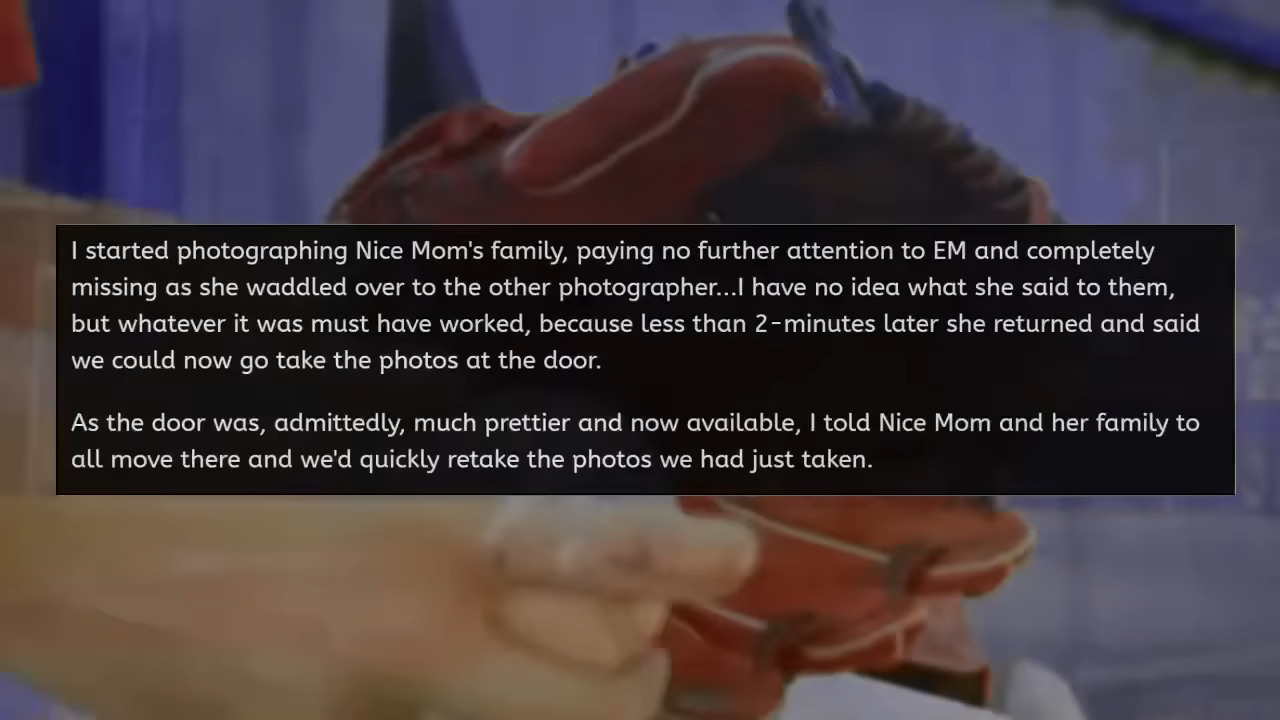 I started photographing Nice Mom's family, paying no further attention to EM and completely
missing as she waddled over to the other photographer...I have no idea what she said to them,
but whatever it was must have worked, because less than 2-minutes later she returned and said
we could now go take the photos at the door.
As the door was, admittedly, much prettier and now available, I told Nice Mom and her family to
all move there and we'd quickly retake the photos we had just taken.